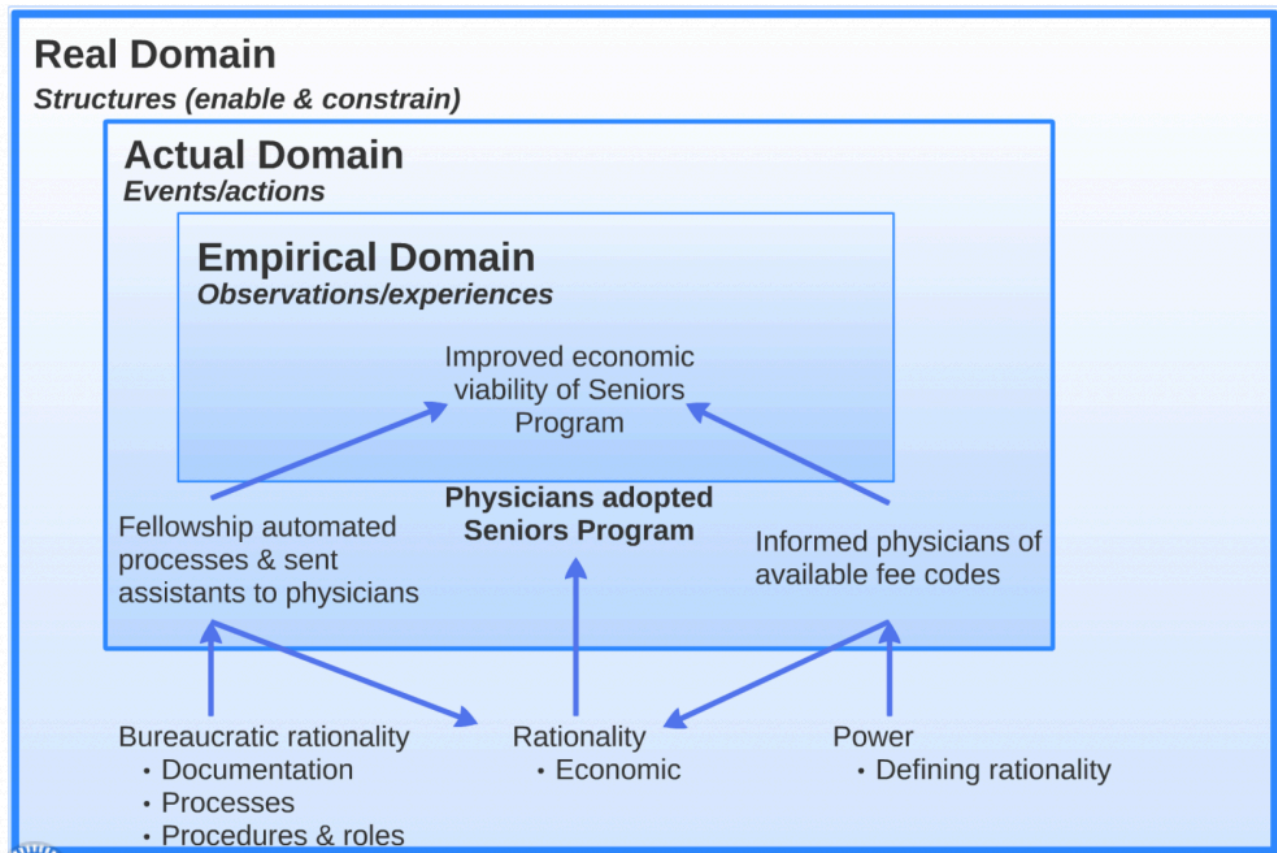 Real Domain
Structures (enable & constrain)
Actual Domain
Events/actions
Empirical Domain
Observations/experiences
Improved economic
viability of Seniors
Program
Physicians adopted
Seniors Program
Fellowship automated
processes & sent
assistants to physicians
Informed physicians of
available fee codes
Bureaucratic rationality
• Documentation
• Processes
• Procedures & roles
Rationality
• Economic
Power
• Defining rationality